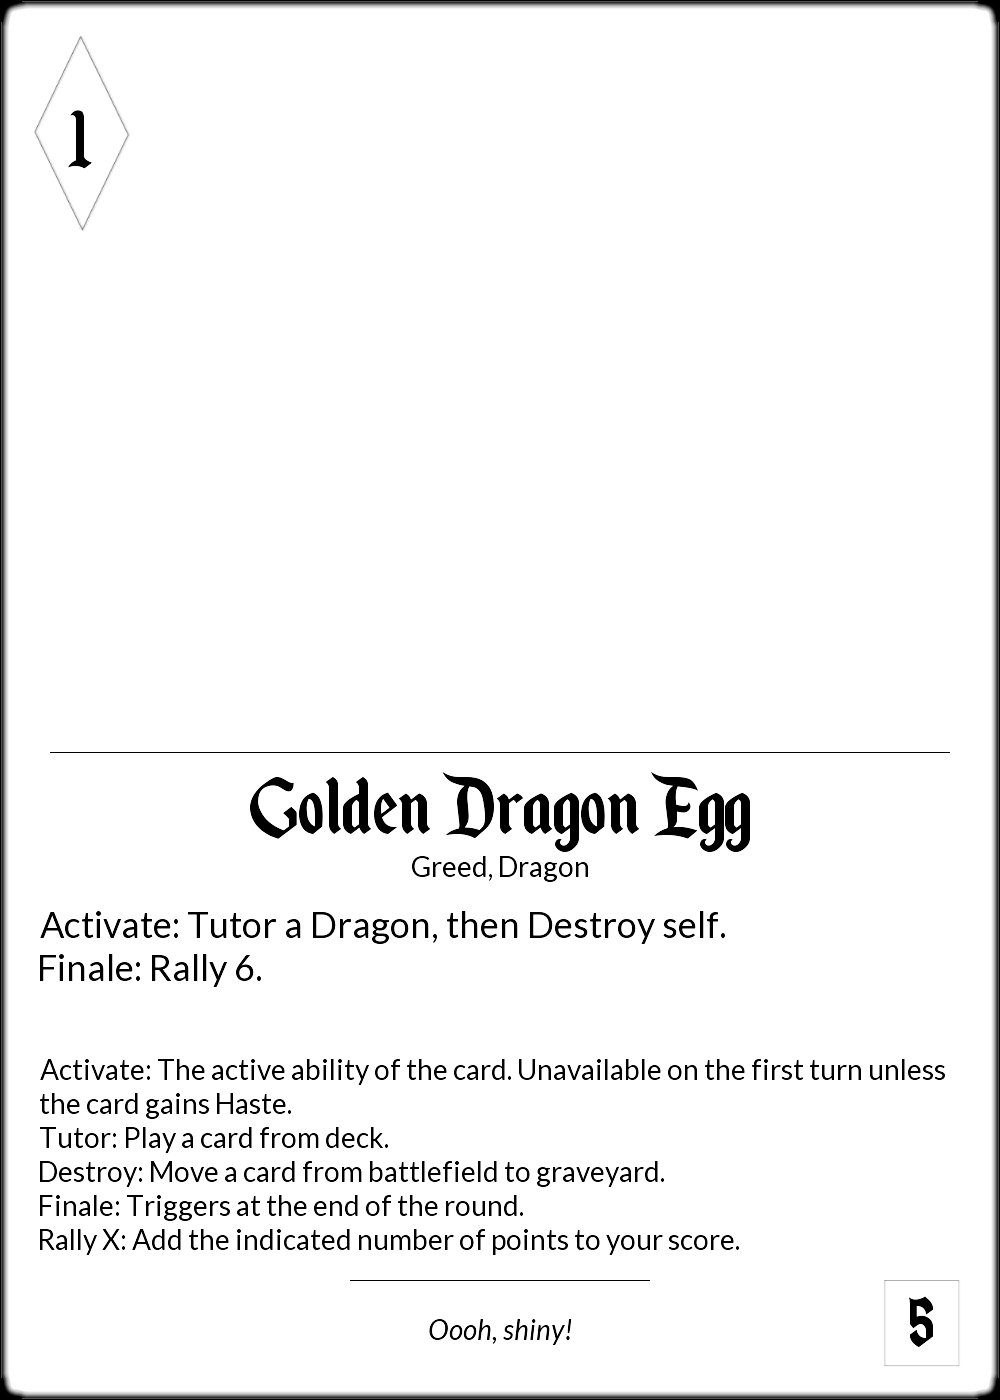 1
Golden Dragon Egg
Greed, Dragon
Activate: Tutor a Dragon, then Destroy self.
Finale: Rally 6.
Activate: The active ability of the card. Unavailable on the first turn unless
the card gains Haste.
Tutor: Play a card from deck.
Destroy: Move a card from battlefield to graveyard.
Finale: Triggers at the end of the round.
Rally X: Add the indicated number of points to your score.
Oooh, shiny!
5